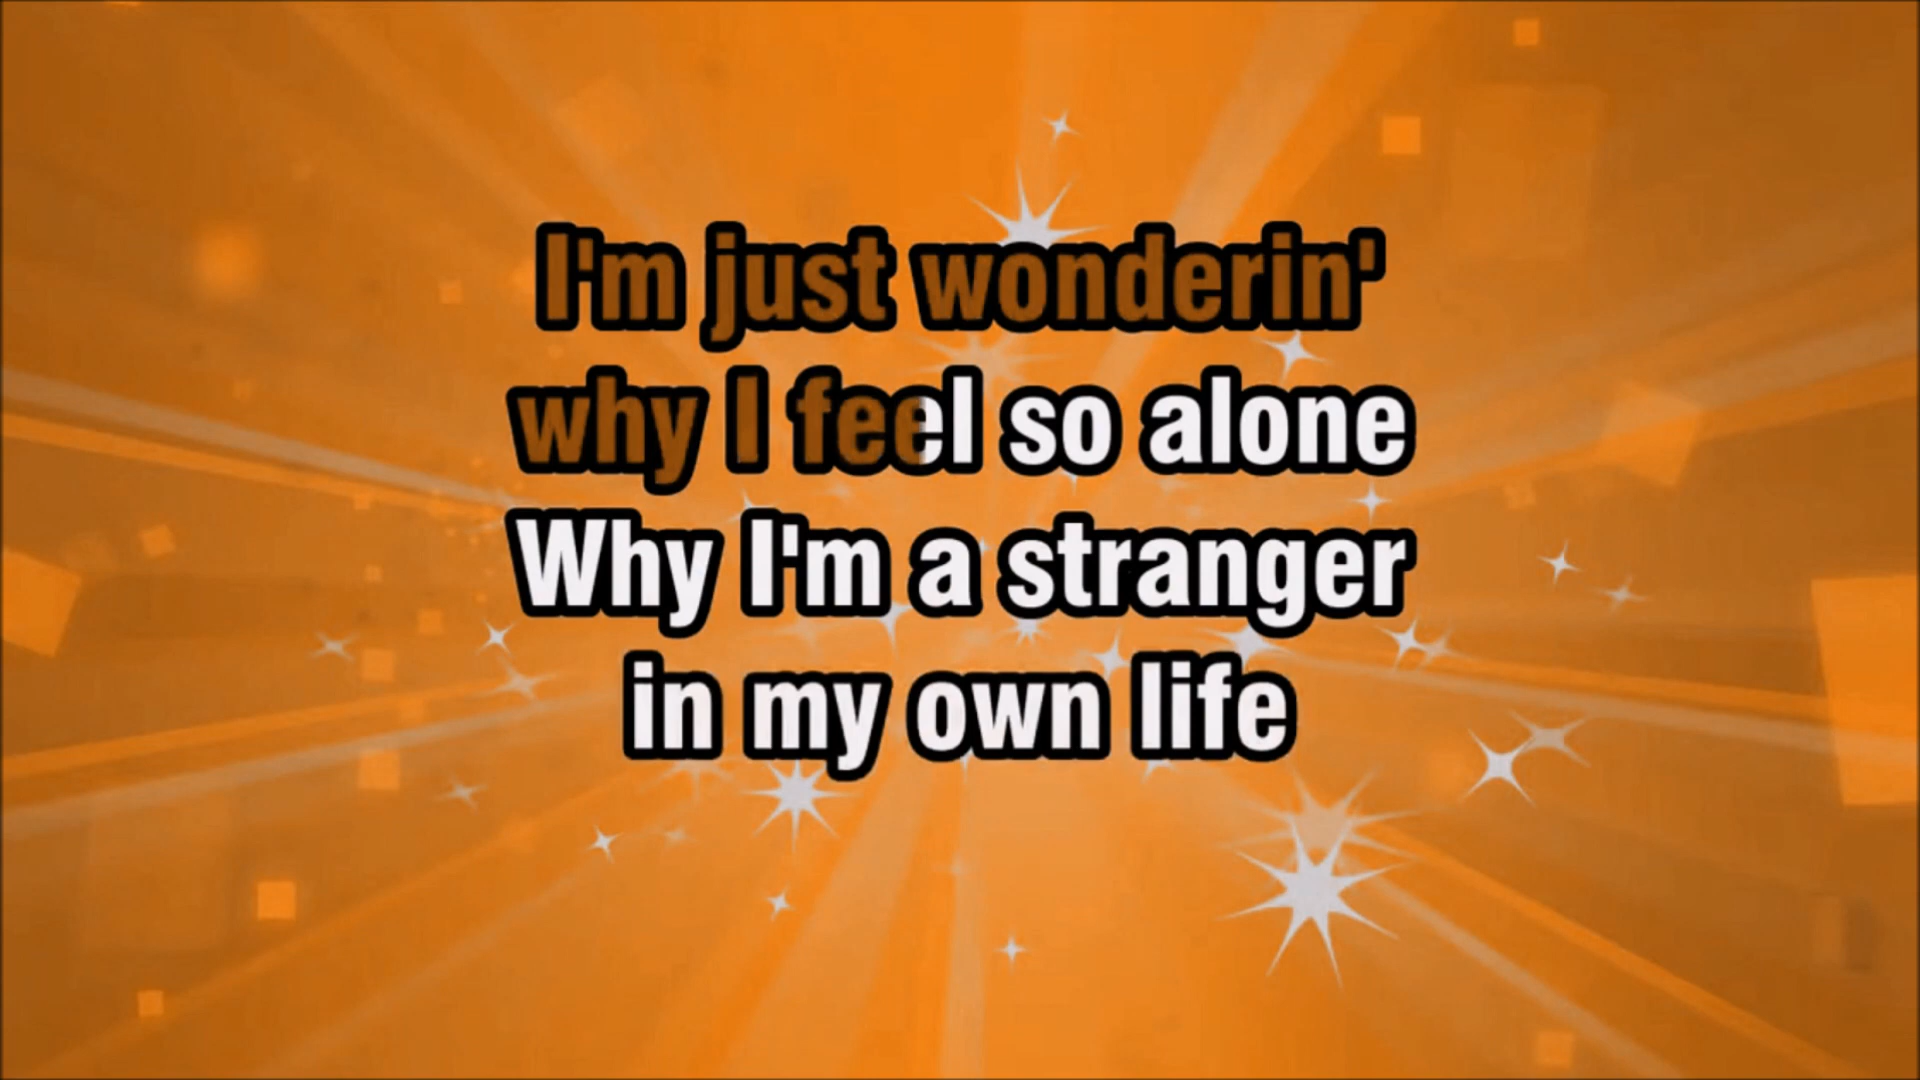 I'm just wonderin'
why I feel so alone
Why I'm a stranger
in my own life